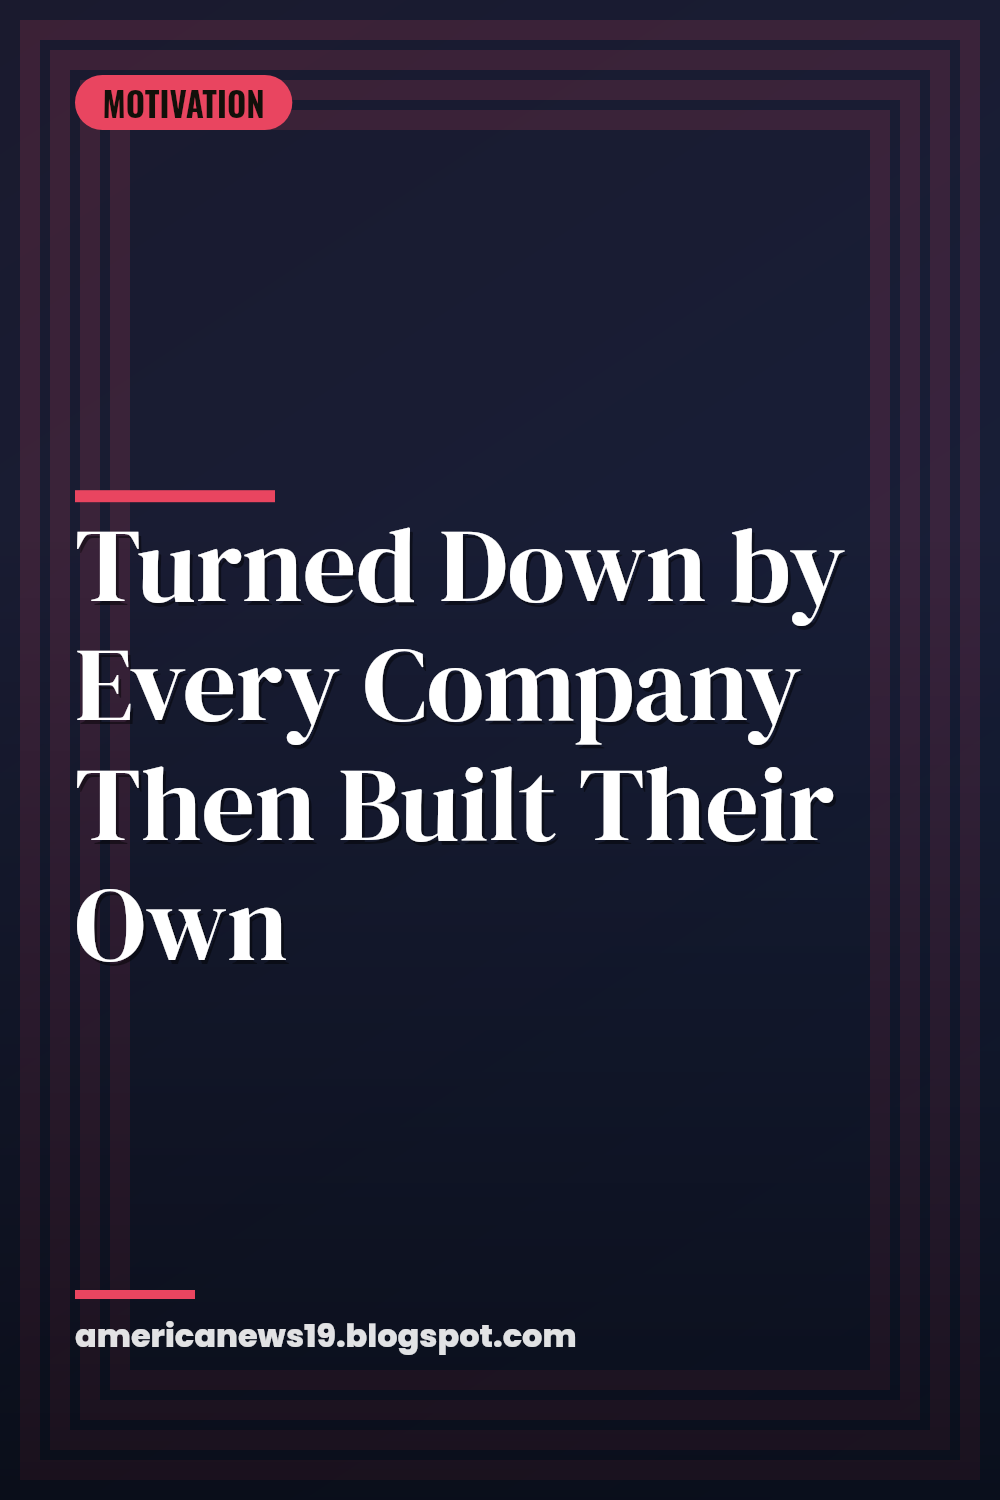 MOTIVATION
Turned Down by
Every Company
Then Built Their
Own
americanews19.blogspot.com